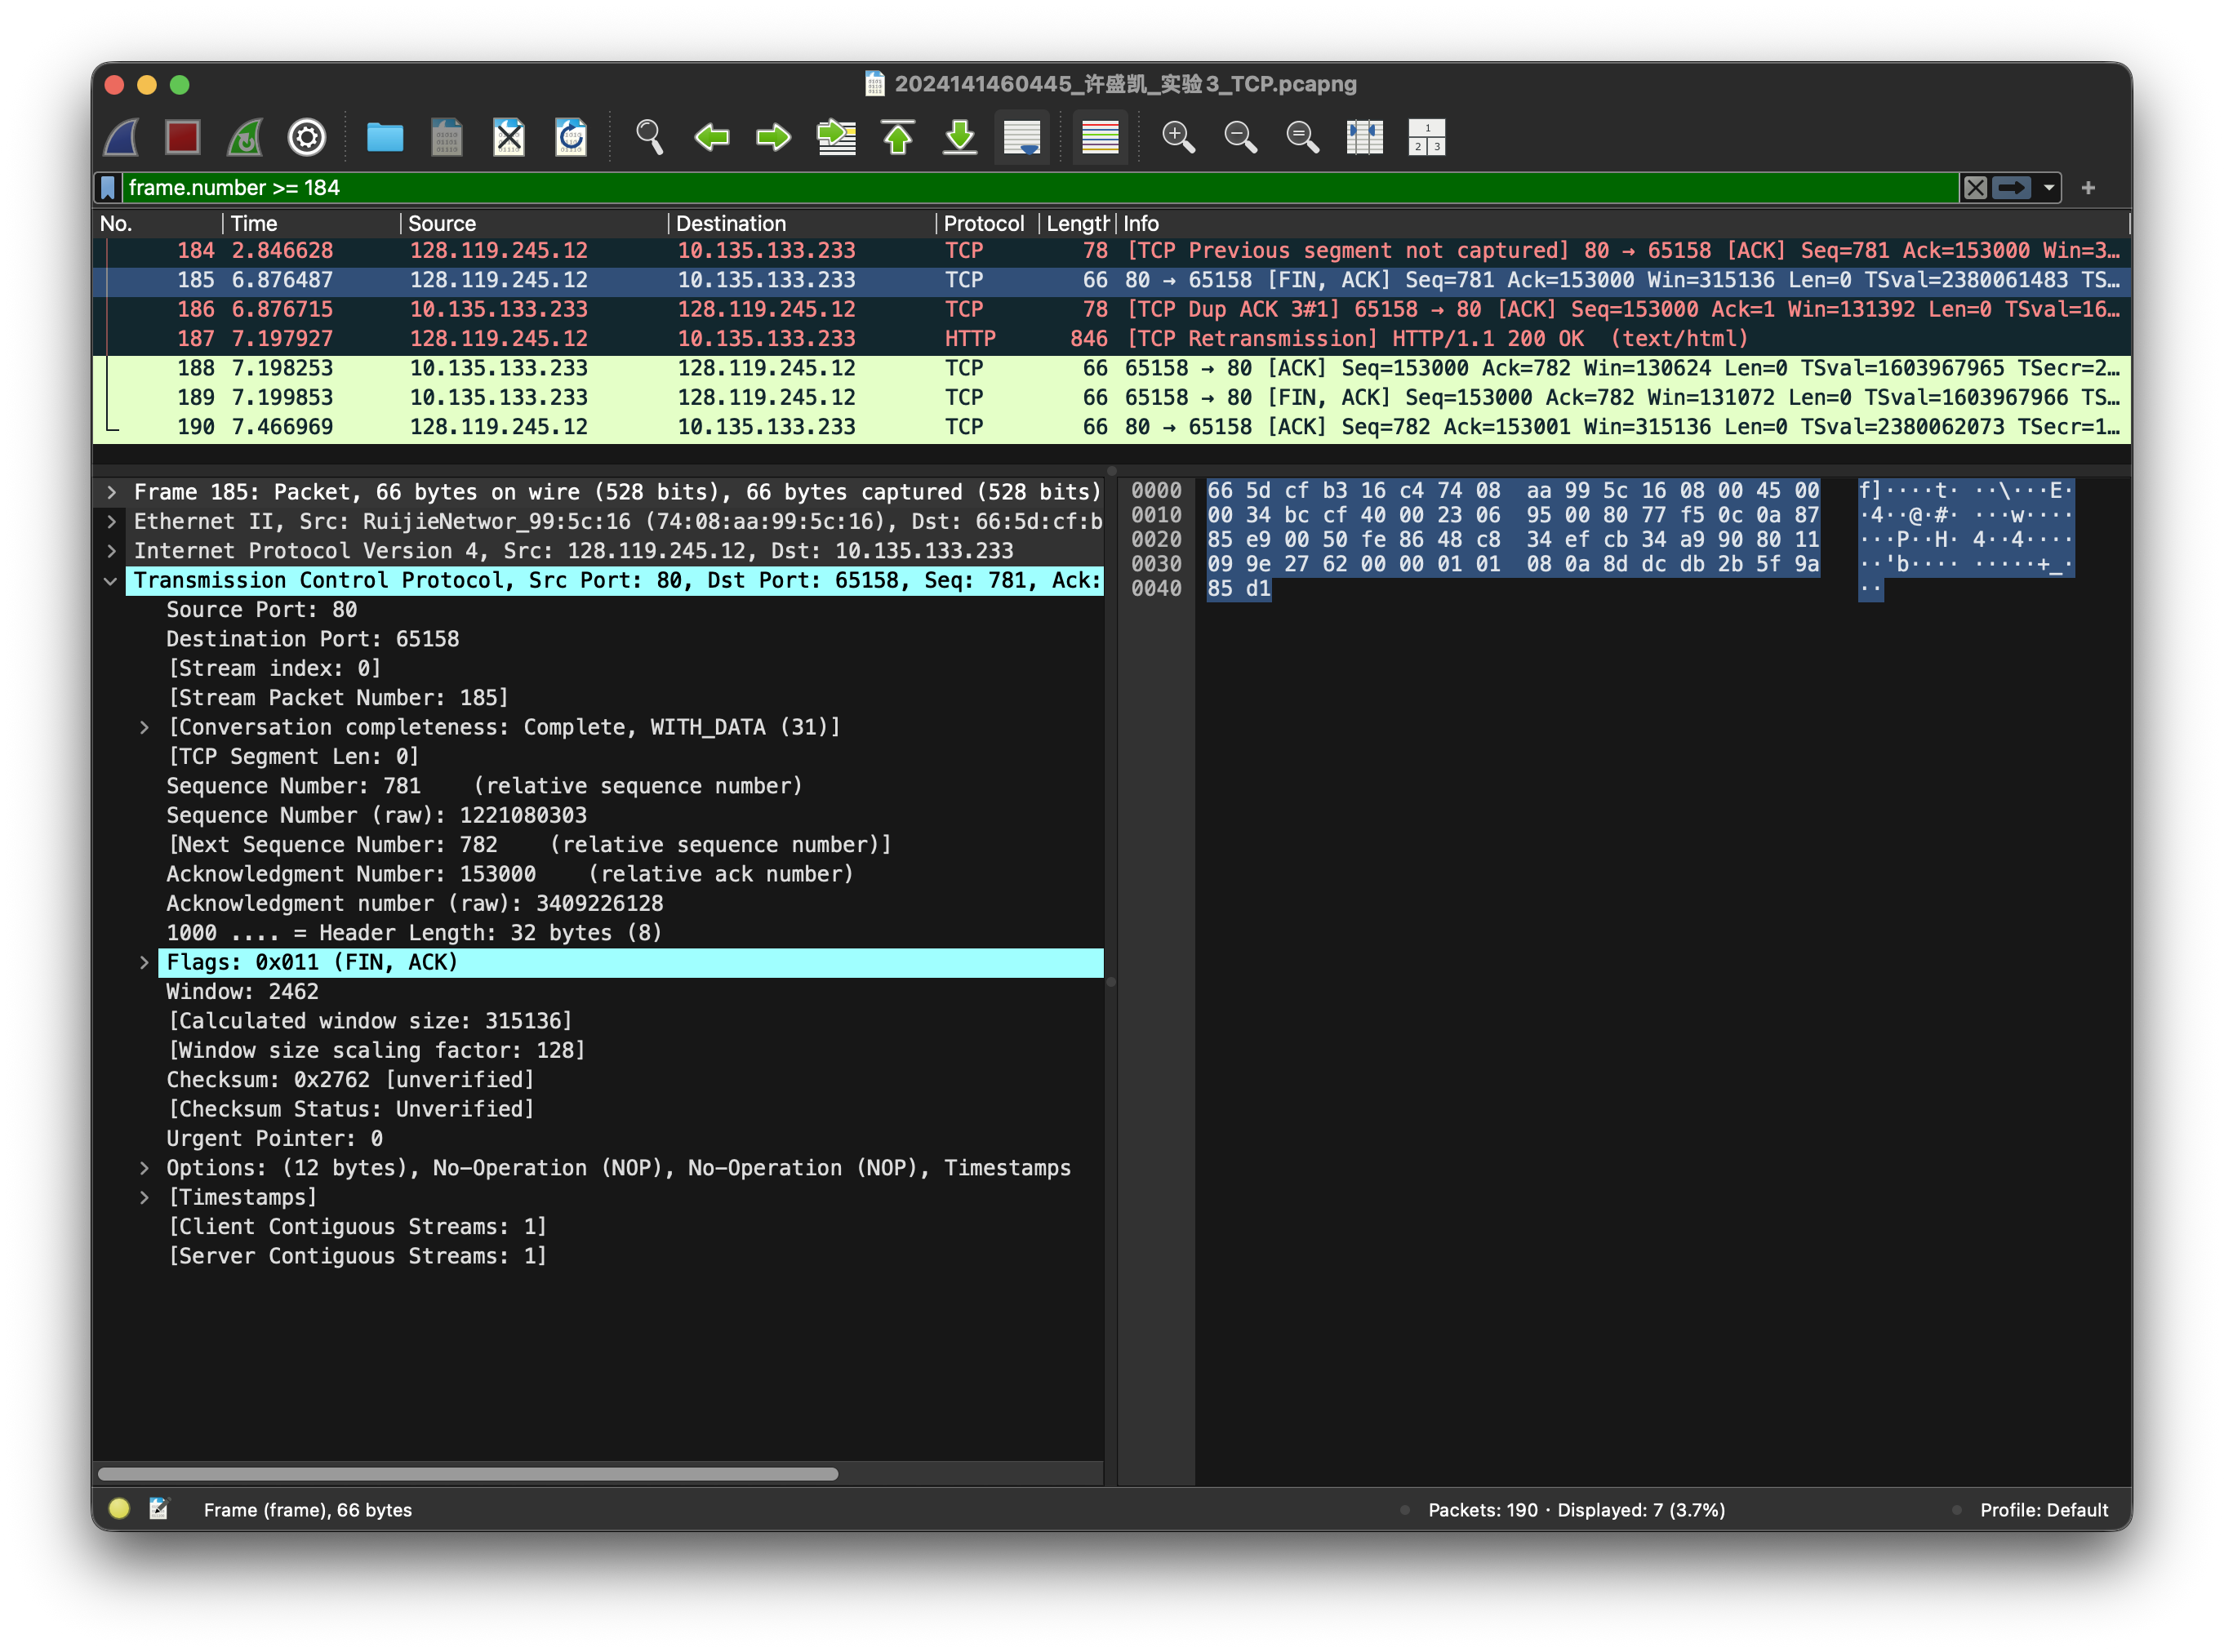 2024141460445_许盛凯_实验3_TCP.pcapng
frame.number >= 184
No. Time Source Destination Protocol Length Info
184 2.846628 128.119.245.12 10.135.133.233 TCP 78 [TCP Previous segment not captured] 80 → 65158 [ACK] Seq=781 Ack=153000 Win=3…
185 6.876487 128.119.245.12 10.135.133.233 TCP 66 80 → 65158 [FIN, ACK] Seq=781 Ack=153000 Win=315136 Len=0 TSval=2380061483 TS…
186 6.876715 10.135.133.233 128.119.245.12 TCP 78 [TCP Dup ACK 3#1] 65158 → 80 [ACK] Seq=153000 Ack=1 Win=131392 Len=0 TSval=16…
187 7.197927 128.119.245.12 10.135.133.233 HTTP 846 [TCP Retransmission] HTTP/1.1 200 OK (text/html)
188 7.198253 10.135.133.233 128.119.245.12 TCP 66 65158 → 80 [ACK] Seq=153000 Ack=782 Win=130624 Len=0 TSval=1603967965 TSecr=2…
189 7.199853 10.135.133.233 128.119.245.12 TCP 66 65158 → 80 [FIN, ACK] Seq=153000 Ack=782 Win=131072 Len=0 TSval=1603967966 TS…
190 7.466969 128.119.245.12 10.135.133.233 TCP 66 80 → 65158 [ACK] Seq=782 Ack=153001 Win=315136 Len=0 TSval=2380062073 TSecr=1…
Frame 185: Packet, 66 bytes on wire (528 bits), 66 bytes captured (528 bits)
Ethernet II, Src: RuijieNetwor_99:5c:16 (74:08:aa:99:5c:16), Dst: 66:5d:cf:b
Internet Protocol Version 4, Src: 128.119.245.12, Dst: 10.135.133.233
Transmission Control Protocol, Src Port: 80, Dst Port: 65158, Seq: 781, Ack:
Source Port: 80
Destination Port: 65158
[Stream index: 0]
[Stream Packet Number: 185]
[Conversation completeness: Complete, WITH_DATA (31)]
[TCP Segment Len: 0]
Sequence Number: 781 (relative sequence number)
Sequence Number (raw): 1221080303
[Next Sequence Number: 782 (relative sequence number)]
Acknowledgment Number: 153000 (relative ack number)
Acknowledgment number (raw): 3409226128
1000 .... = Header Length: 32 bytes (8)
Flags: 0x011 (FIN, ACK)
Window: 2462
[Calculated window size: 315136]
[Window size scaling factor: 128]
Checksum: 0x2762 [unverified]
[Checksum Status: Unverified]
Urgent Pointer: 0
Options: (12 bytes), No-Operation (NOP), No-Operation (NOP), Timestamps
[Timestamps]
[Client Contiguous Streams: 1]
[Server Contiguous Streams: 1]
0000 66 5d cf b3 16 c4 74 08 aa 99 5c 16 08 00 45 00 f]····t· ··\···E·
0010 00 34 bc cf 40 00 23 06 95 00 80 77 f5 0c 0a 87 ·4··@·#· ···w····
0020 85 e9 00 50 fe 86 48 c8 34 ef cb 34 a9 90 80 11 ···P··H· 4··4····
0030 09 9e 27 62 00 00 01 01 08 0a 8d dc db 2b 5f 9a ··'b···· ·····+_·
0040 85 d1 ··
Frame (frame), 66 bytes
Packets: 190 · Displayed: 7 (3.7%)
Profile: Default